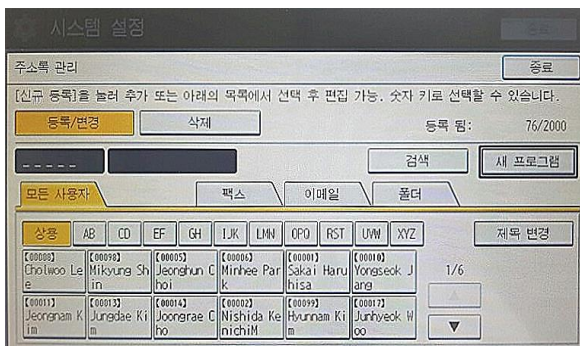 시스템 설정
종료
주소록 관리
종료
[신규 등록]을 눌러 추가 또는 아래의 목록에서 선택 후 편집 가능. 숫자 키로 선택할 수 있습니다.
등록/변경
삭제
등록 됨:
76/2000
_ _ _ _ _
검색
새 프로그램
모든 사용자
팩스
이메일
폴더
상용
AB
CD
EF
GH
IJK
LMN
OPQ
RST
UVW
XYZ
제목 변경
[00008]
Cholwoo Le
e
[00098]
Mikyung Sh
in
[00005]
Jeonghun C
hoi
[00006]
Minhee Par
k
[00001]
Sakai Haru
hisa
[00010]
Yongseok J
ang
1/6
[00011]
Jeongnam K
im
[00013]
Jungdae Ki
m
[00014]
Joongrae C
ho
[00002]
Nishida Ke
nichiM
[00099]
Hyunnam Ki
m
[00017]
Junhyeok W
oo